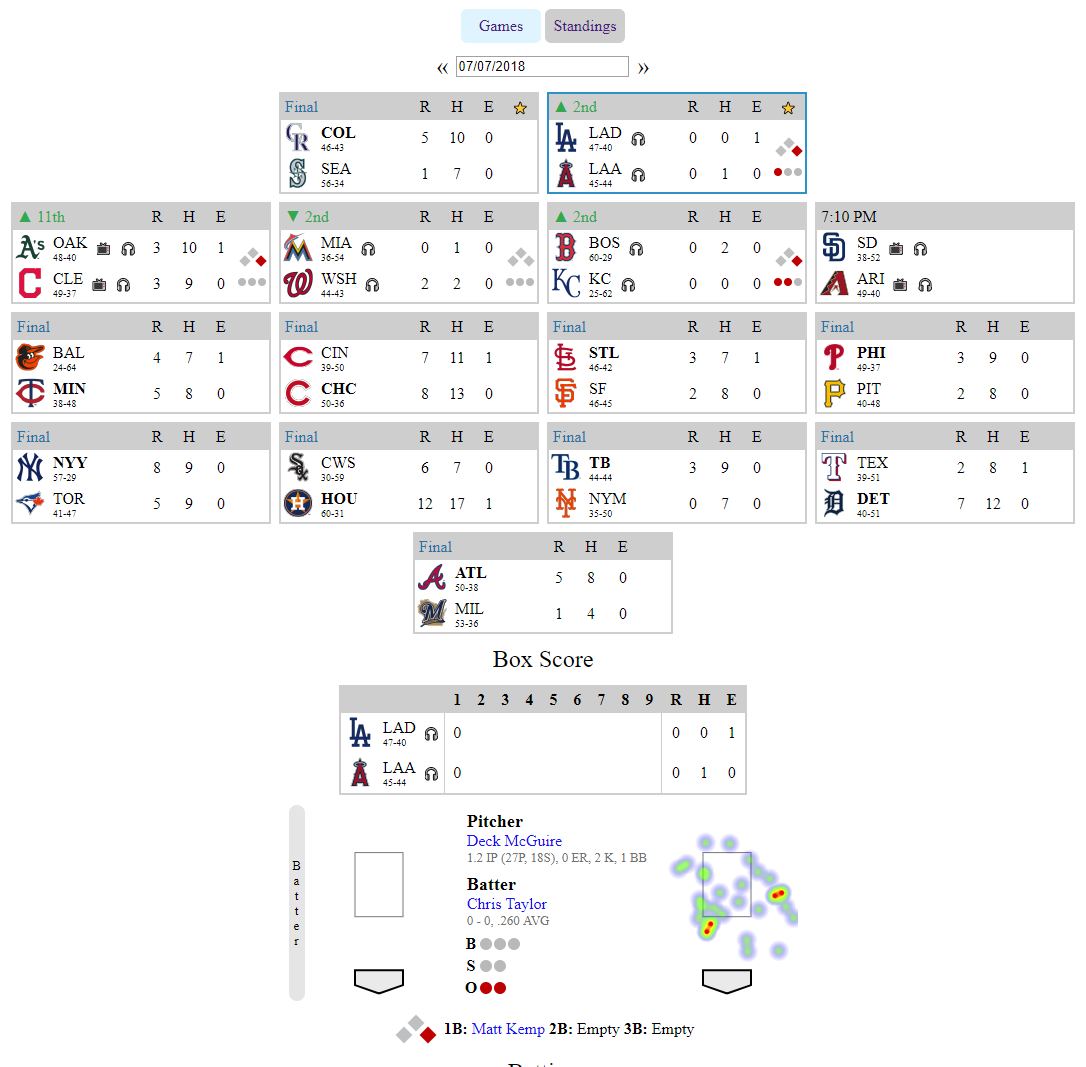 Games Standings
« 07/07/2018 »
Final R H E
COL 5 10 0
46-43
SEA 1 7 0
56-34
▲ 2nd R H E
LAD 0 0 1
47-40
LAA 0 1 0
45-44
▲ 11th R H E
OAK 3 10 1
48-40
CLE 3 9 0
49-37
▼ 2nd R H E
MIA 0 1 0
36-54
WSH 2 2 0
44-43
▲ 2nd R H E
BOS 0 2 0
60-29
KC 0 0 0
25-62
7:10 PM
SD
38-52
ARI
49-40
Final R H E
BAL 4 7 1
24-64
MIN 5 8 0
38-48
Final R H E
CIN 7 11 1
39-50
CHC 8 13 0
50-36
Final R H E
STL 3 7 1
46-42
SF 2 8 0
46-45
Final R H E
PHI 3 9 0
49-37
PIT 2 8 0
40-48
Final R H E
NYY 8 9 0
57-29
TOR 5 9 0
41-47
Final R H E
CWS 6 7 0
30-59
HOU 12 17 1
60-31
Final R H E
TB 3 9 0
44-44
NYM 0 7 0
35-50
Final R H E
TEX 2 8 1
39-51
DET 7 12 0
40-51
Final R H E
ATL 5 8 0
50-38
MIL 1 4 0
53-36
Box Score
1 2 3 4 5 6 7 8 9 R H E
LAD 0 0 0 1
47-40
LAA 0 0 1 0
45-44
Batter
Pitcher
Deck McGuire
1.2 IP (27P, 18S), 0 ER, 2 K, 1 BB
Batter
Chris Taylor
0 - 0, .260 AVG
B
S
O
1B: Matt Kemp 2B: Empty 3B: Empty